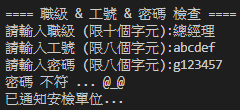 ==== 職級 & 工號 & 密碼 檢查 ====
請輸入職級 (限十個字元):總經理
請輸入工號 (限八個字元):abcdef
請輸入密碼 (限八個字元):g123457
密碼 不符 ... @_@
已通知安檢單位...